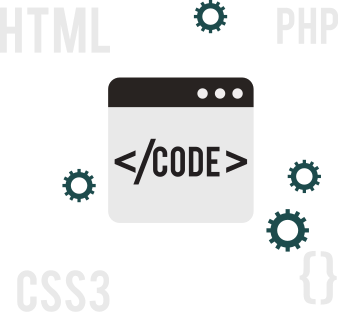 HTML
PHP
</CODE>
CSS3
{}